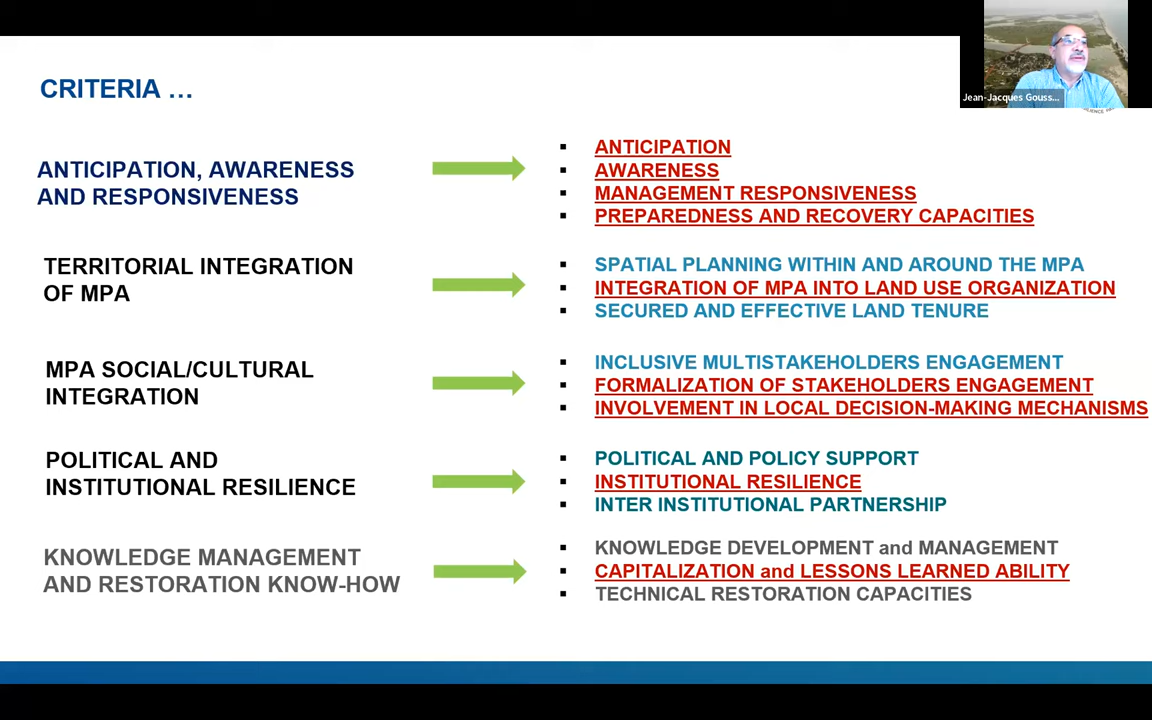 CRITERIA …
Jean-Jacques Gouss...
ANTICIPATION, AWARENESS
AND RESPONSIVENESS
ANTICIPATION
AWARENESS
MANAGEMENT RESPONSIVENESS
PREPAREDNESS AND RECOVERY CAPACITIES
TERRITORIAL INTEGRATION
OF MPA
SPATIAL PLANNING WITHIN AND AROUND THE MPA
INTEGRATION OF MPA INTO LAND USE ORGANIZATION
SECURED AND EFFECTIVE LAND TENURE
MPA SOCIAL/CULTURAL
INTEGRATION
INCLUSIVE MULTISTAKEHOLDERS ENGAGEMENT
FORMALIZATION OF STAKEHOLDERS ENGAGEMENT
INVOLVEMENT IN LOCAL DECISION-MAKING MECHANISMS
POLITICAL AND
INSTITUTIONAL RESILIENCE
POLITICAL AND POLICY SUPPORT
INSTITUTIONAL RESILIENCE
INTER INSTITUTIONAL PARTNERSHIP
KNOWLEDGE MANAGEMENT
AND RESTORATION KNOW-HOW
KNOWLEDGE DEVELOPMENT and MANAGEMENT
CAPITALIZATION and LESSONS LEARNED ABILITY
TECHNICAL RESTORATION CAPACITIES